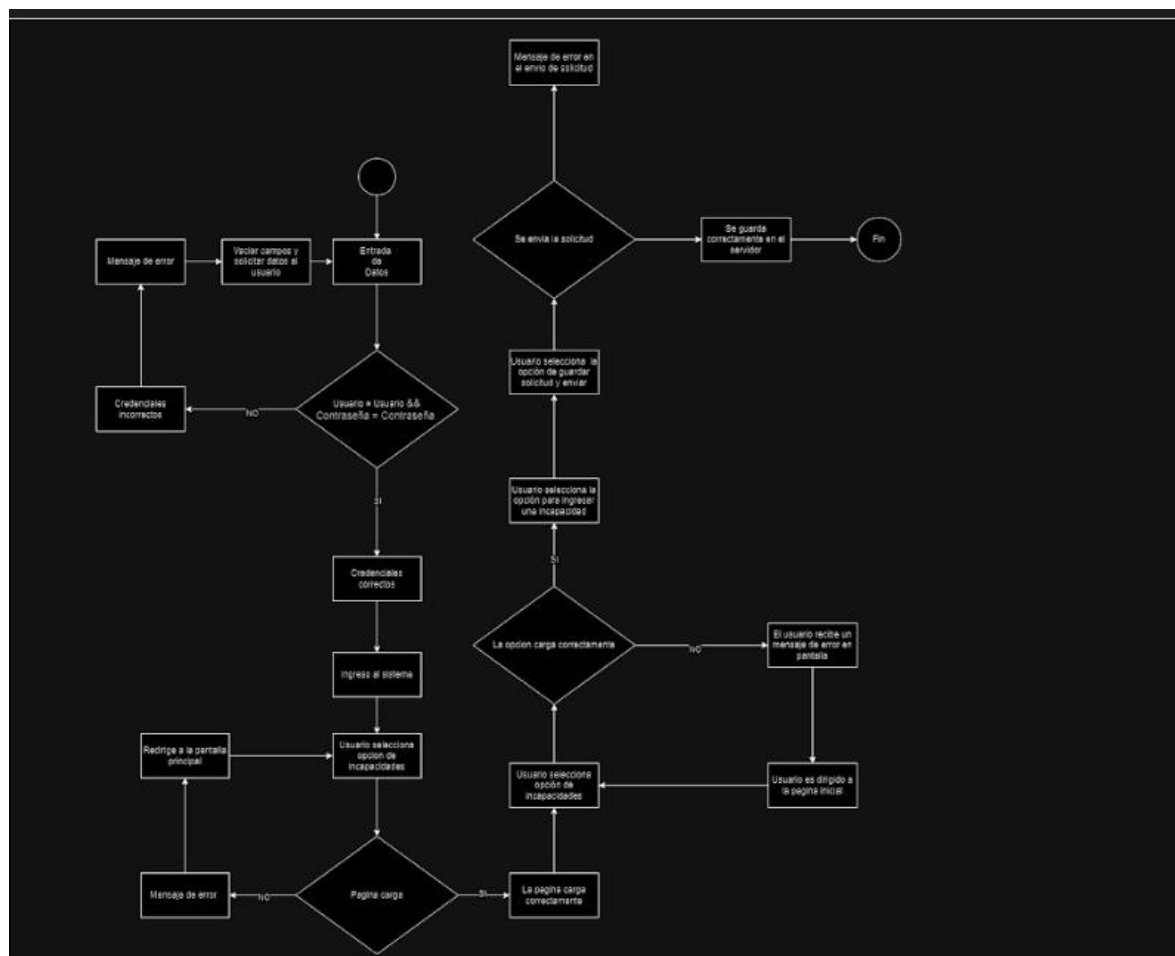 Mensaje de error en
el envio de solicitud
Se envia la solicitud
Se guarda
correctamente en el
servidor
Fin
Mensaje de error
Vaciar campos y
solicitar datos al
usuario
Entrada
de
Datos
Credenciales
incorrectos
NO
Usuario = Usuario &&
Contraseña = Contraseña
SI
Usuario selecciona la
opción de guardar
solicitud y enviar
Usuario selecciona la
opción para ingresar
una incapacidad
SI
Credenciales
correctos
Ingreso al sistema
La opcion carga correctamente
NO
El usuario recibe un
mensaje de error en
pantalla
Redirige a la pantalla
principal
Usuario selecciona
opcion de
incapacidades
Usuario selecciona
opción de
incapacidades
Usuario es dirigido a
la pagina inicial
Mensaje de error
NO
Pagina carga
SI
La pagina carga
correctamente